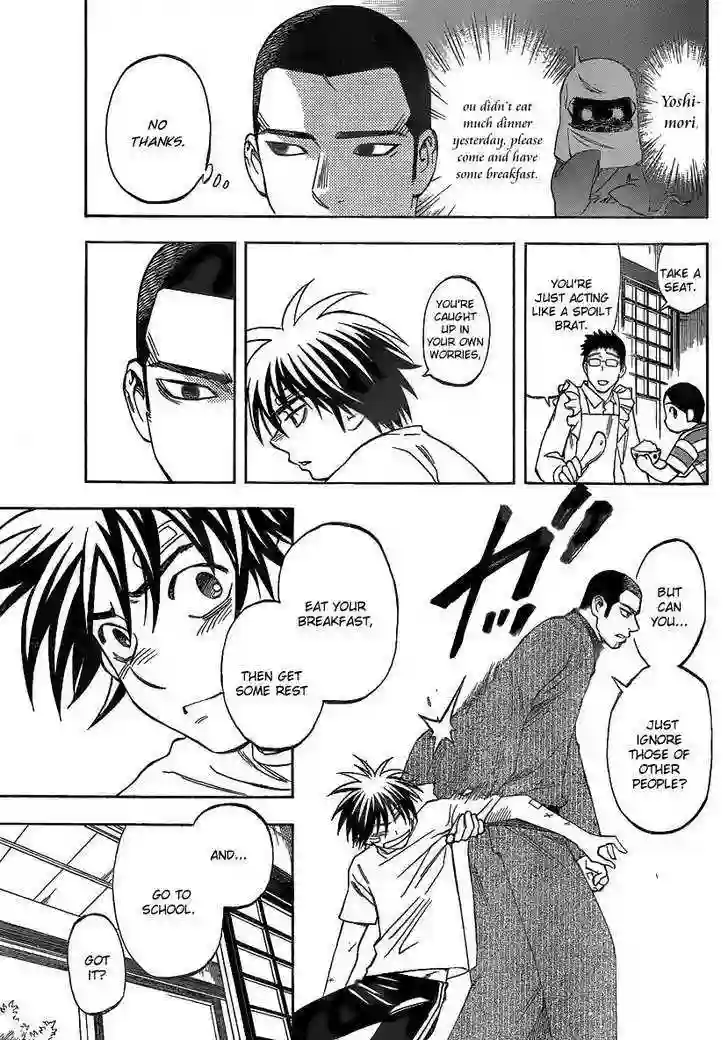 Yoshi-
mori,
ou didn't eat
much dinner
yesterday, please
come and have
some breakfast.
NO
THANKS.
TAKE A
SEAT.
YOU'RE
JUST ACTING
LIKE A SPOILT
BRAT.
YOU'RE
CAUGHT
UP IN
YOUR OWN
WORRIES,
BUT
CAN
YOU...
JUST
IGNORE
THOSE OF
OTHER
PEOPLE?
ガッ
EAT YOUR
BREAKFAST,
THEN GET
SOME REST
AND...
GO TO
SCHOOL.
GOT
IT?